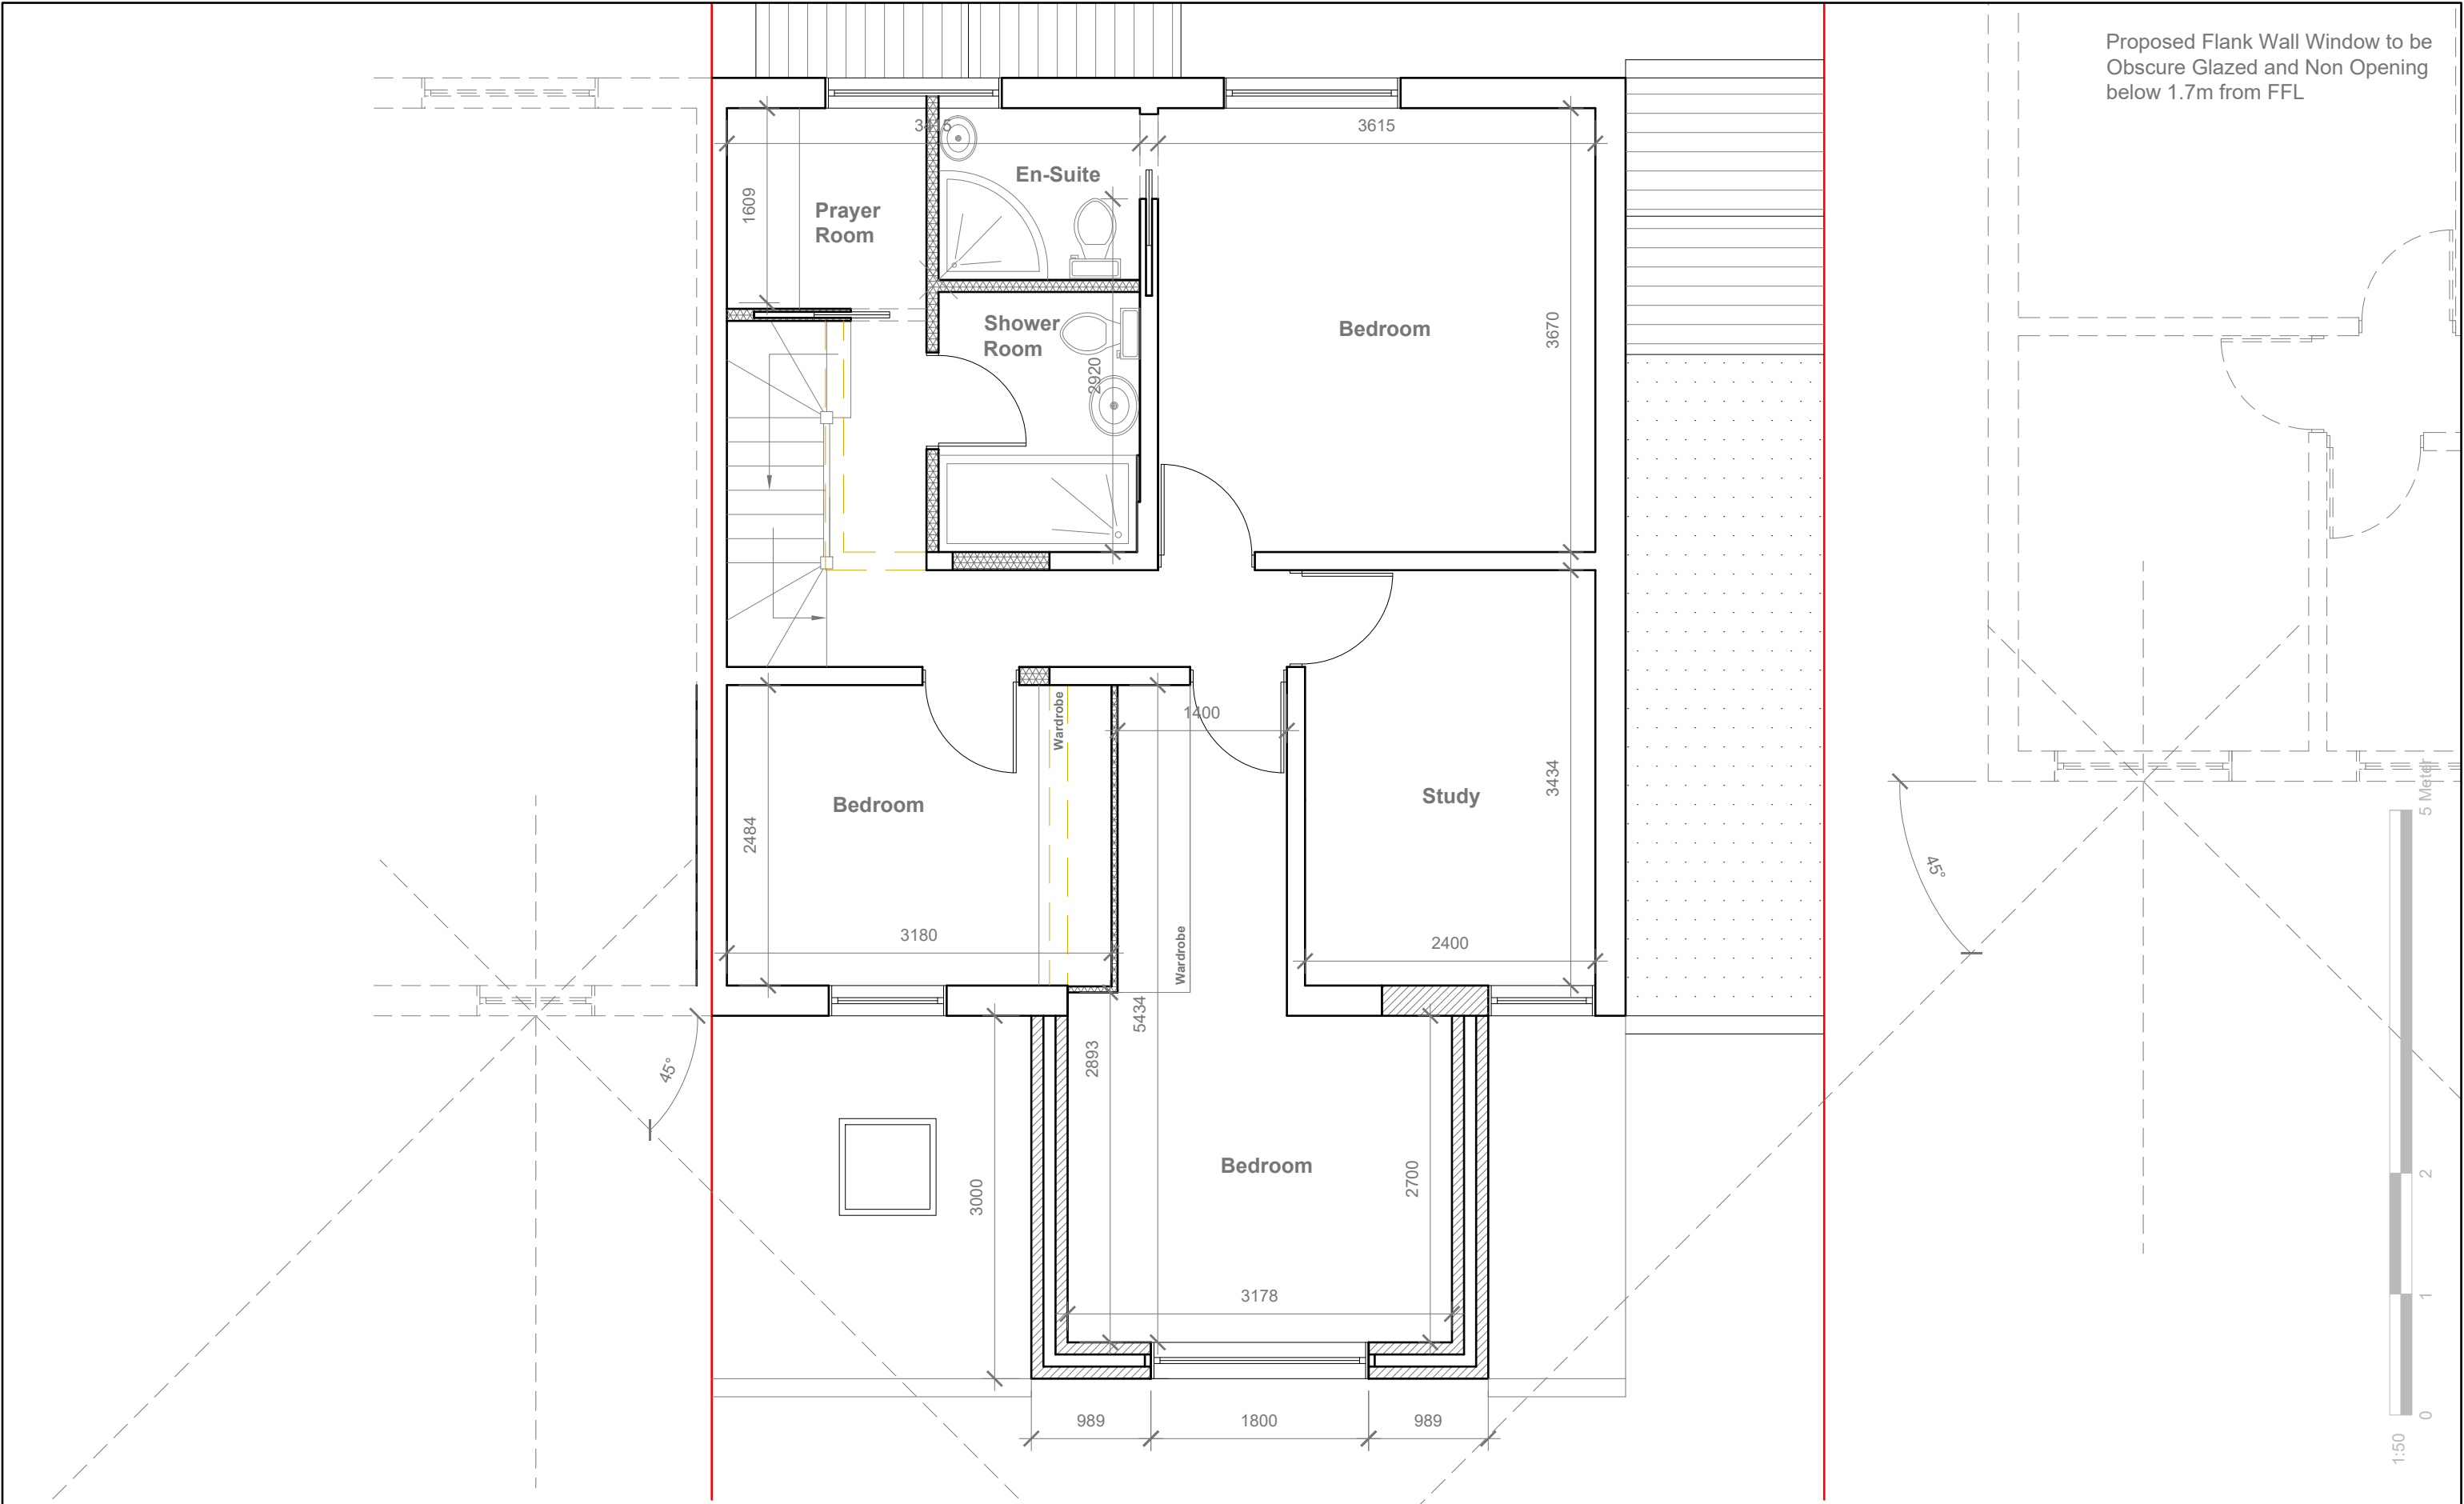 Proposed Flank Wall Window to be
Obscure Glazed and Non Opening
below 1.7m from FFL
3615
En-Suite
1609
Prayer
Room
Shower
Room
Bedroom
3670
2920
Wardrobe
1400
Bedroom
Study
3434
5 Meter
2484
45°
3180
Wardrobe
2400
5434
2893
45°
Bedroom
2700
3000
2
3178
1
989
1800
989
0
1:50